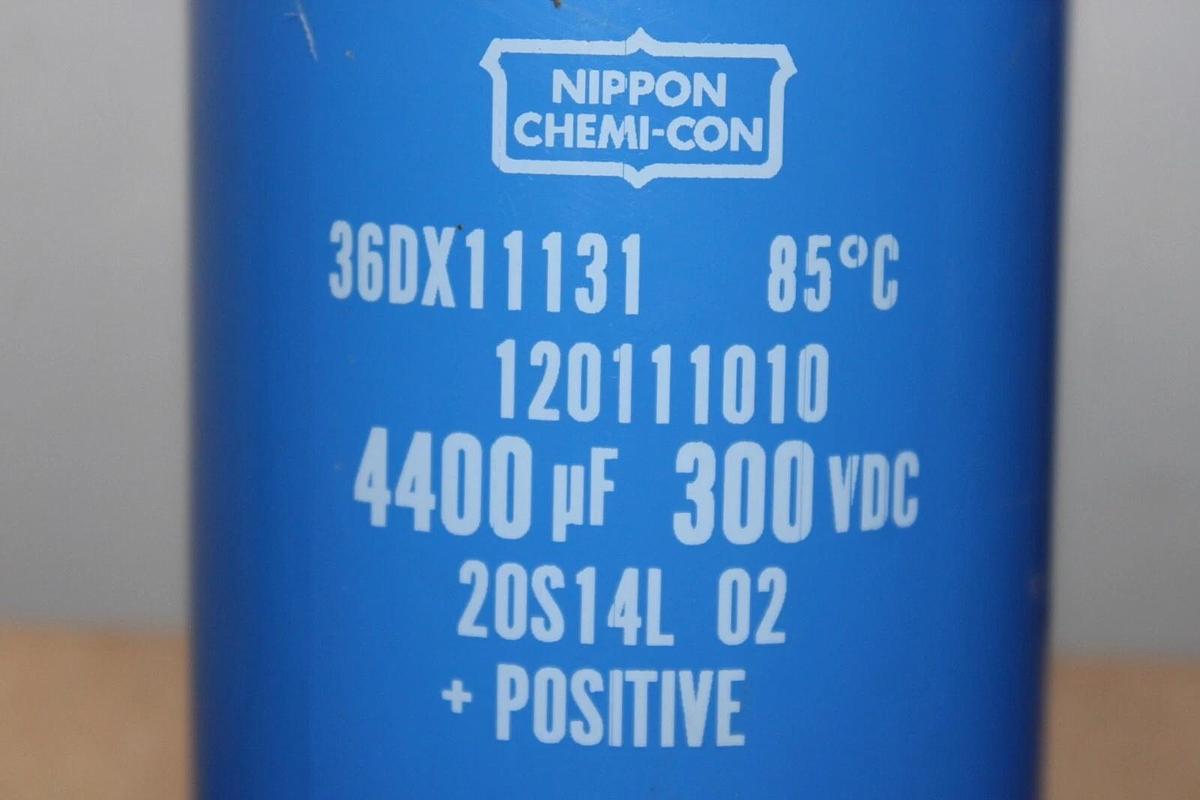 NIPPON
CHEMI-CON
36DX11131 85°C
120111010
4400 µF 300 VDC
20S14L 02
+ POSITIVE